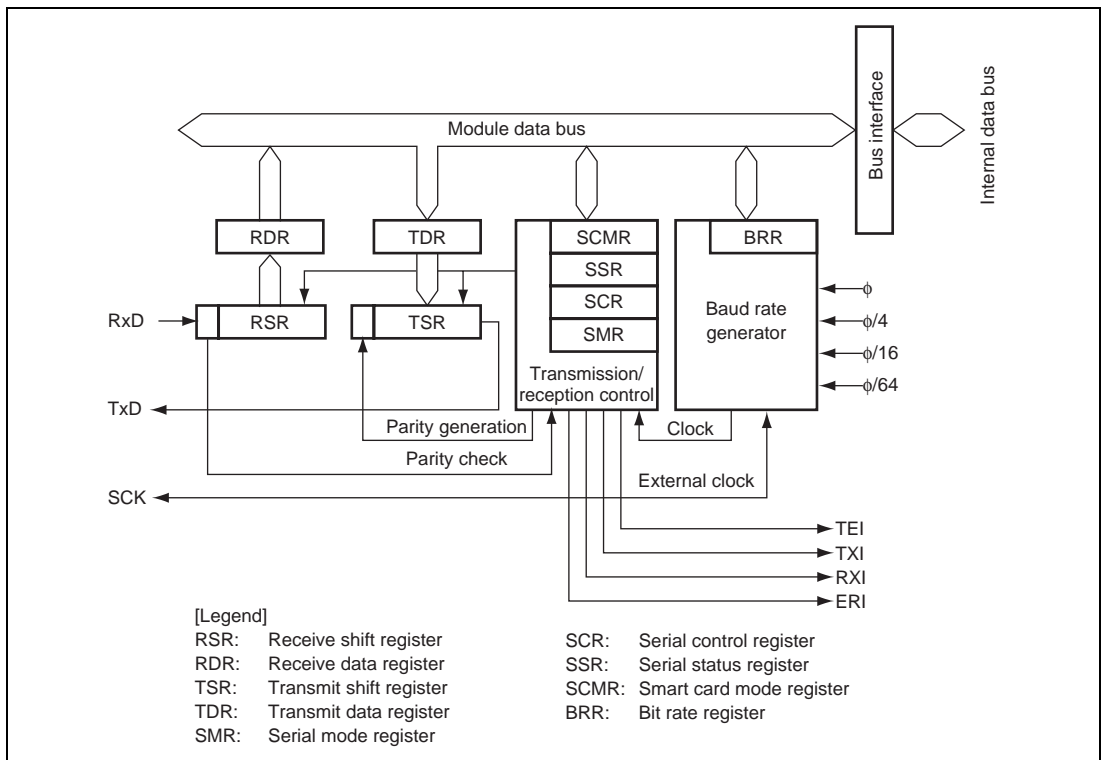 Module data bus
Bus interface
Internal data bus
RDR
TDR
SCMR
BRR
SSR
SCR
SMR
RxD
RSR
TSR
Baud rate
generator
ϕ
ϕ/4
ϕ/16
ϕ/64
Transmission/
reception control
TxD
Parity generation
Clock
Parity check
External clock
SCK
TEI
TXI
RXI
ERI
[Legend]
RSR: Receive shift register
RDR: Receive data register
TSR: Transmit shift register
TDR: Transmit data register
SMR: Serial mode register
SCR: Serial control register
SSR: Serial status register
SCMR: Smart card mode register
BRR: Bit rate register